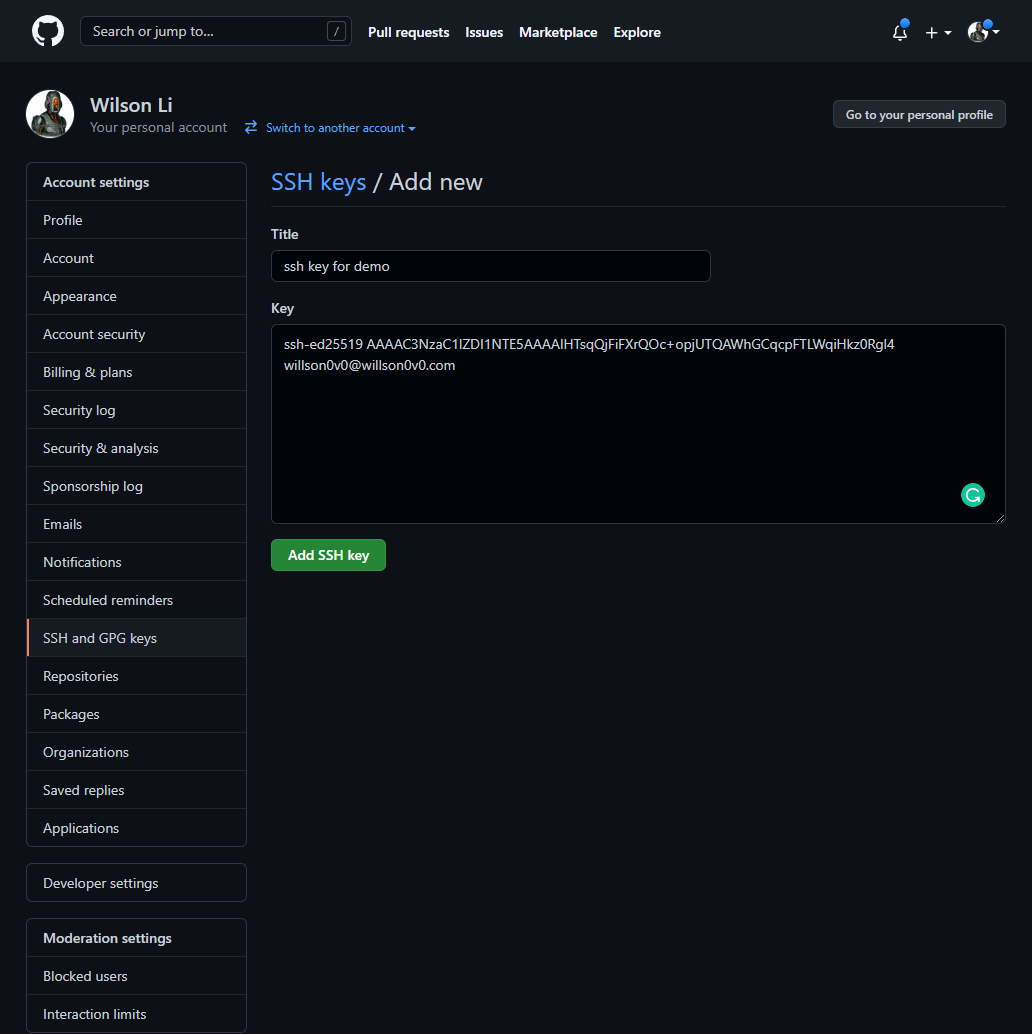 Search or jump to... /
Pull requests Issues Marketplace Explore
Wilson Li
Your personal account Switch to another account
Go to your personal profile
Account settings
Profile
Account
Appearance
Account security
Billing & plans
Security log
Security & analysis
Sponsorship log
Emails
Notifications
Scheduled reminders
SSH and GPG keys
Repositories
Packages
Organizations
Saved replies
Applications
Developer settings
Moderation settings
Blocked users
Interaction limits
SSH keys / Add new
Title
ssh key for demo
Key
ssh-ed25519 AAAAC3NzaC1lZDI1NTE5AAAAIHTsqQjFiFXrQOc+opjUTQAWhGCqcpFTLWqiHkz0Rgl4
willson0v0@willson0v0.com
Add SSH key